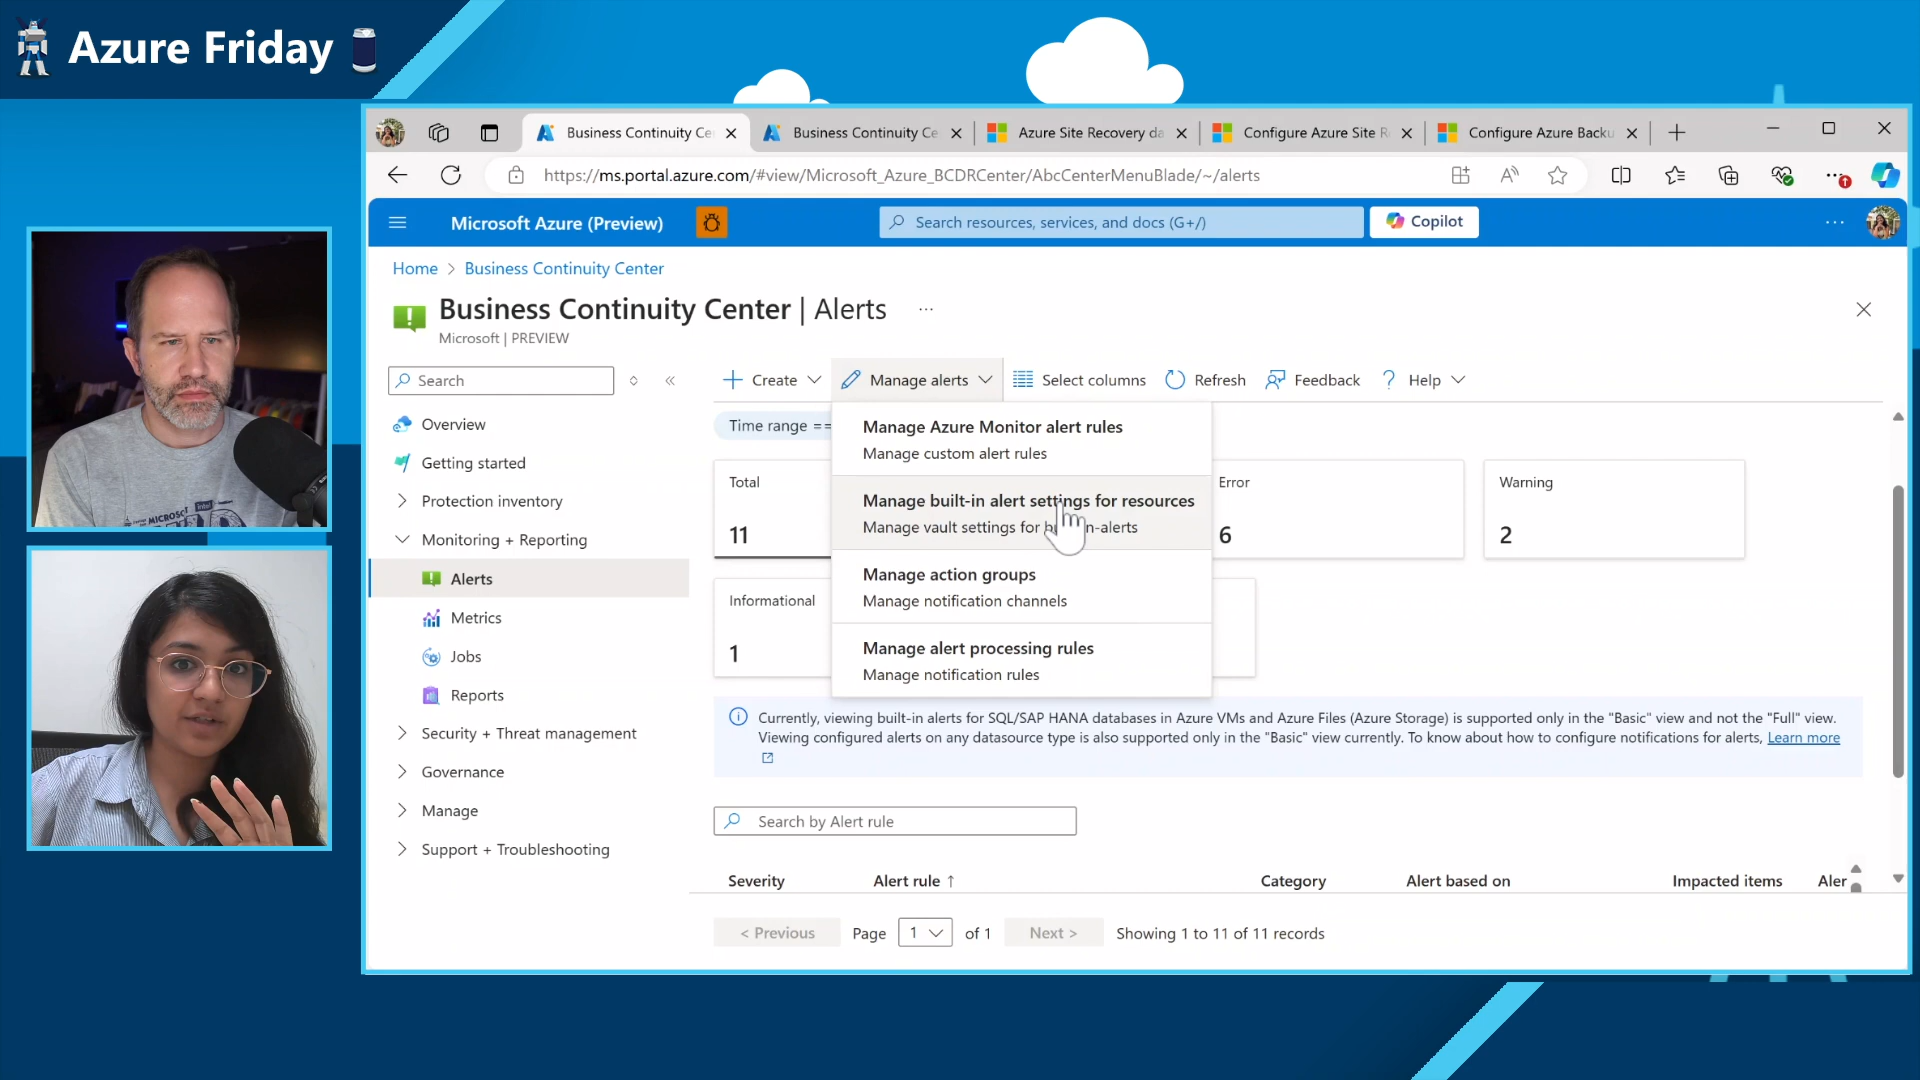 Azure Friday
Business Continuity Ce
Business Continuity Ce
Azure Site Recovery da
Configure Azure Site R
Configure Azure Backu
https://ms.portal.azure.com/#view/Microsoft_Azure_BCDRCenter/AbcCenterMenuBlade/~/alerts
Microsoft Azure (Preview)
Search resources, services, and docs (G+/)
Copilot
Home > Business Continuity Center
Business Continuity Center | Alerts
Microsoft | PREVIEW
Search
Create
Manage alerts
Select columns
Refresh
Feedback
Help
Overview
Getting started
Protection inventory
Monitoring + Reporting
Alerts
Metrics
Jobs
Reports
Security + Threat management
Governance
Manage
Support + Troubleshooting
Time range ==
Manage Azure Monitor alert rules
Manage custom alert rules
Manage built-in alert settings for resources
Manage vault settings for
-alerts
Manage action groups
Manage notification channels
Manage alert processing rules
Manage notification rules
Total
11
Error
6
Warning
2
Informational
1
Currently, viewing built-in alerts for SQL/SAP HANA databases in Azure VMs and Azure Files (Azure Storage) is supported only in the "Basic" view and not the "Full" view.
Viewing configured alerts on any datasource type is also supported only in the "Basic" view currently. To know about how to configure notifications for alerts, Learn more
Search by Alert rule
Severity
Alert rule ↑
Category
Alert based on
Impacted items
Aler
< Previous
Page 1 of 1
Next >
Showing 1 to 11 of 11 records
MICROSOFT